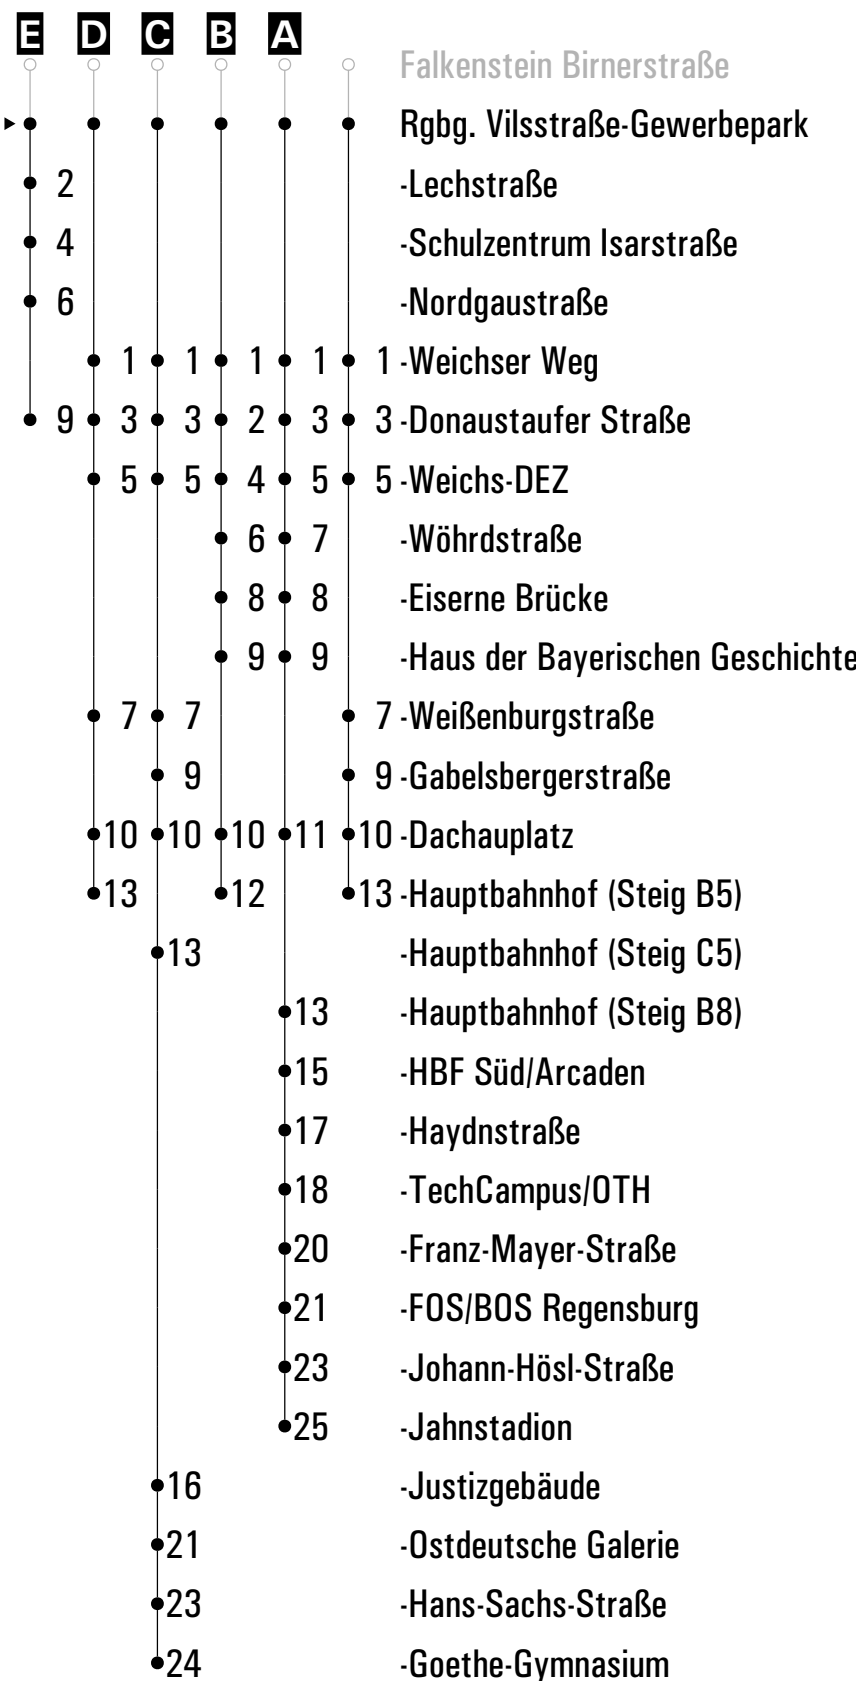 E D C B A
Falkenstein Birnerstraße
Rgbg. Vilsstraße-Gewerbepark
2 -Lechstraße
4 -Schulzentrum Isarstraße
6 -Nordgaustraße
1 1 1 1 1 -Weichser Weg
9 3 3 2 3 3 -Donaustaufer Straße
5 5 4 5 5 -Weichs-DEZ
6 7 -Wöhrdstraße
8 8 -Eiserne Brücke
9 9 -Haus der Bayerischen Geschichte
7 7 7 -Weißenburgstraße
9 9 -Gabelsbergerstraße
10 10 10 11 10 -Dachauplatz
13 12 13 -Hauptbahnhof (Steig B5)
13 -Hauptbahnhof (Steig C5)
13 -Hauptbahnhof (Steig B8)
15 -HBF Süd/Arcaden
17 -Haydnstraße
18 -TechCampus/OTH
20 -Franz-Mayer-Straße
21 -FOS/BOS Regensburg
23 -Johann-Hösl-Straße
25 -Jahnstadion
16 -Justizgebäude
21 -Ostdeutsche Galerie
23 -Hans-Sachs-Straße
24 -Goethe-Gymnasium